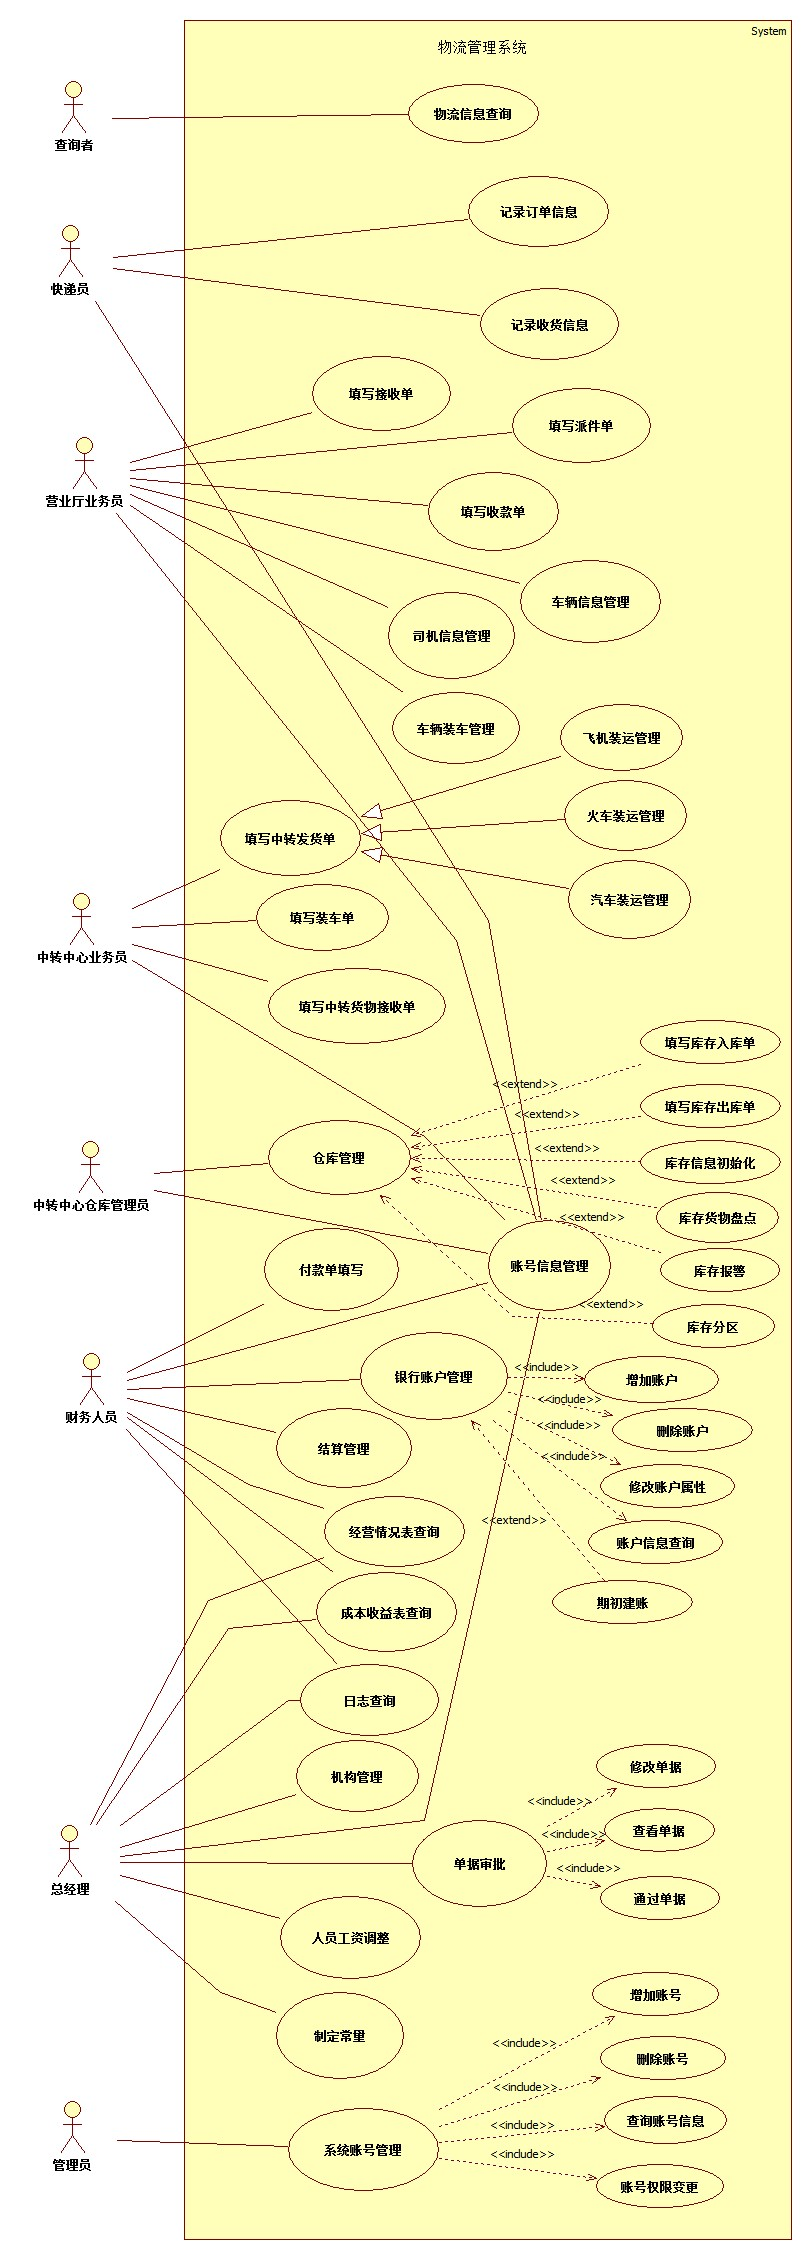 System
物流管理系统
物流信息查询
查询者
记录订单信息
快递员
记录收货信息
填写接收单
填写派件单
营业厅业务员
填写收款单
车辆信息管理
司机信息管理
车辆装车管理
飞机装运管理
火车装运管理
填写中转发货单
汽车装运管理
填写装车单
中转中心业务员
填写中转货物接收单
填写库存入库单
<<extend>>
填写库存出库单
<<extend>>
<<extend>>
仓库管理
库存信息初始化
<<extend>>
中转中心仓库管理员
库存货物盘点
<<extend>>
账号信息管理
付款单填写
库存报警
<<extend>>
库存分区
<<include>>
银行账户管理
增加账户
<<include>>
财务人员
<<include>>
删除账户
结算管理
<<include>>
修改账户属性
<<extend>>
经营情况表查询
账户信息查询
期初建账
成本收益表查询
日志查询
修改单据
机构管理
<<include>>
查看单据
<<include>>
单据审批
<<include>>
总经理
通过单据
人员工资调整
增加账号
制定常量
<<include>>
删除账号
<<include>>
查询账号信息
<<include>>
系统账号管理
<<include>>
管理员
账号权限变更